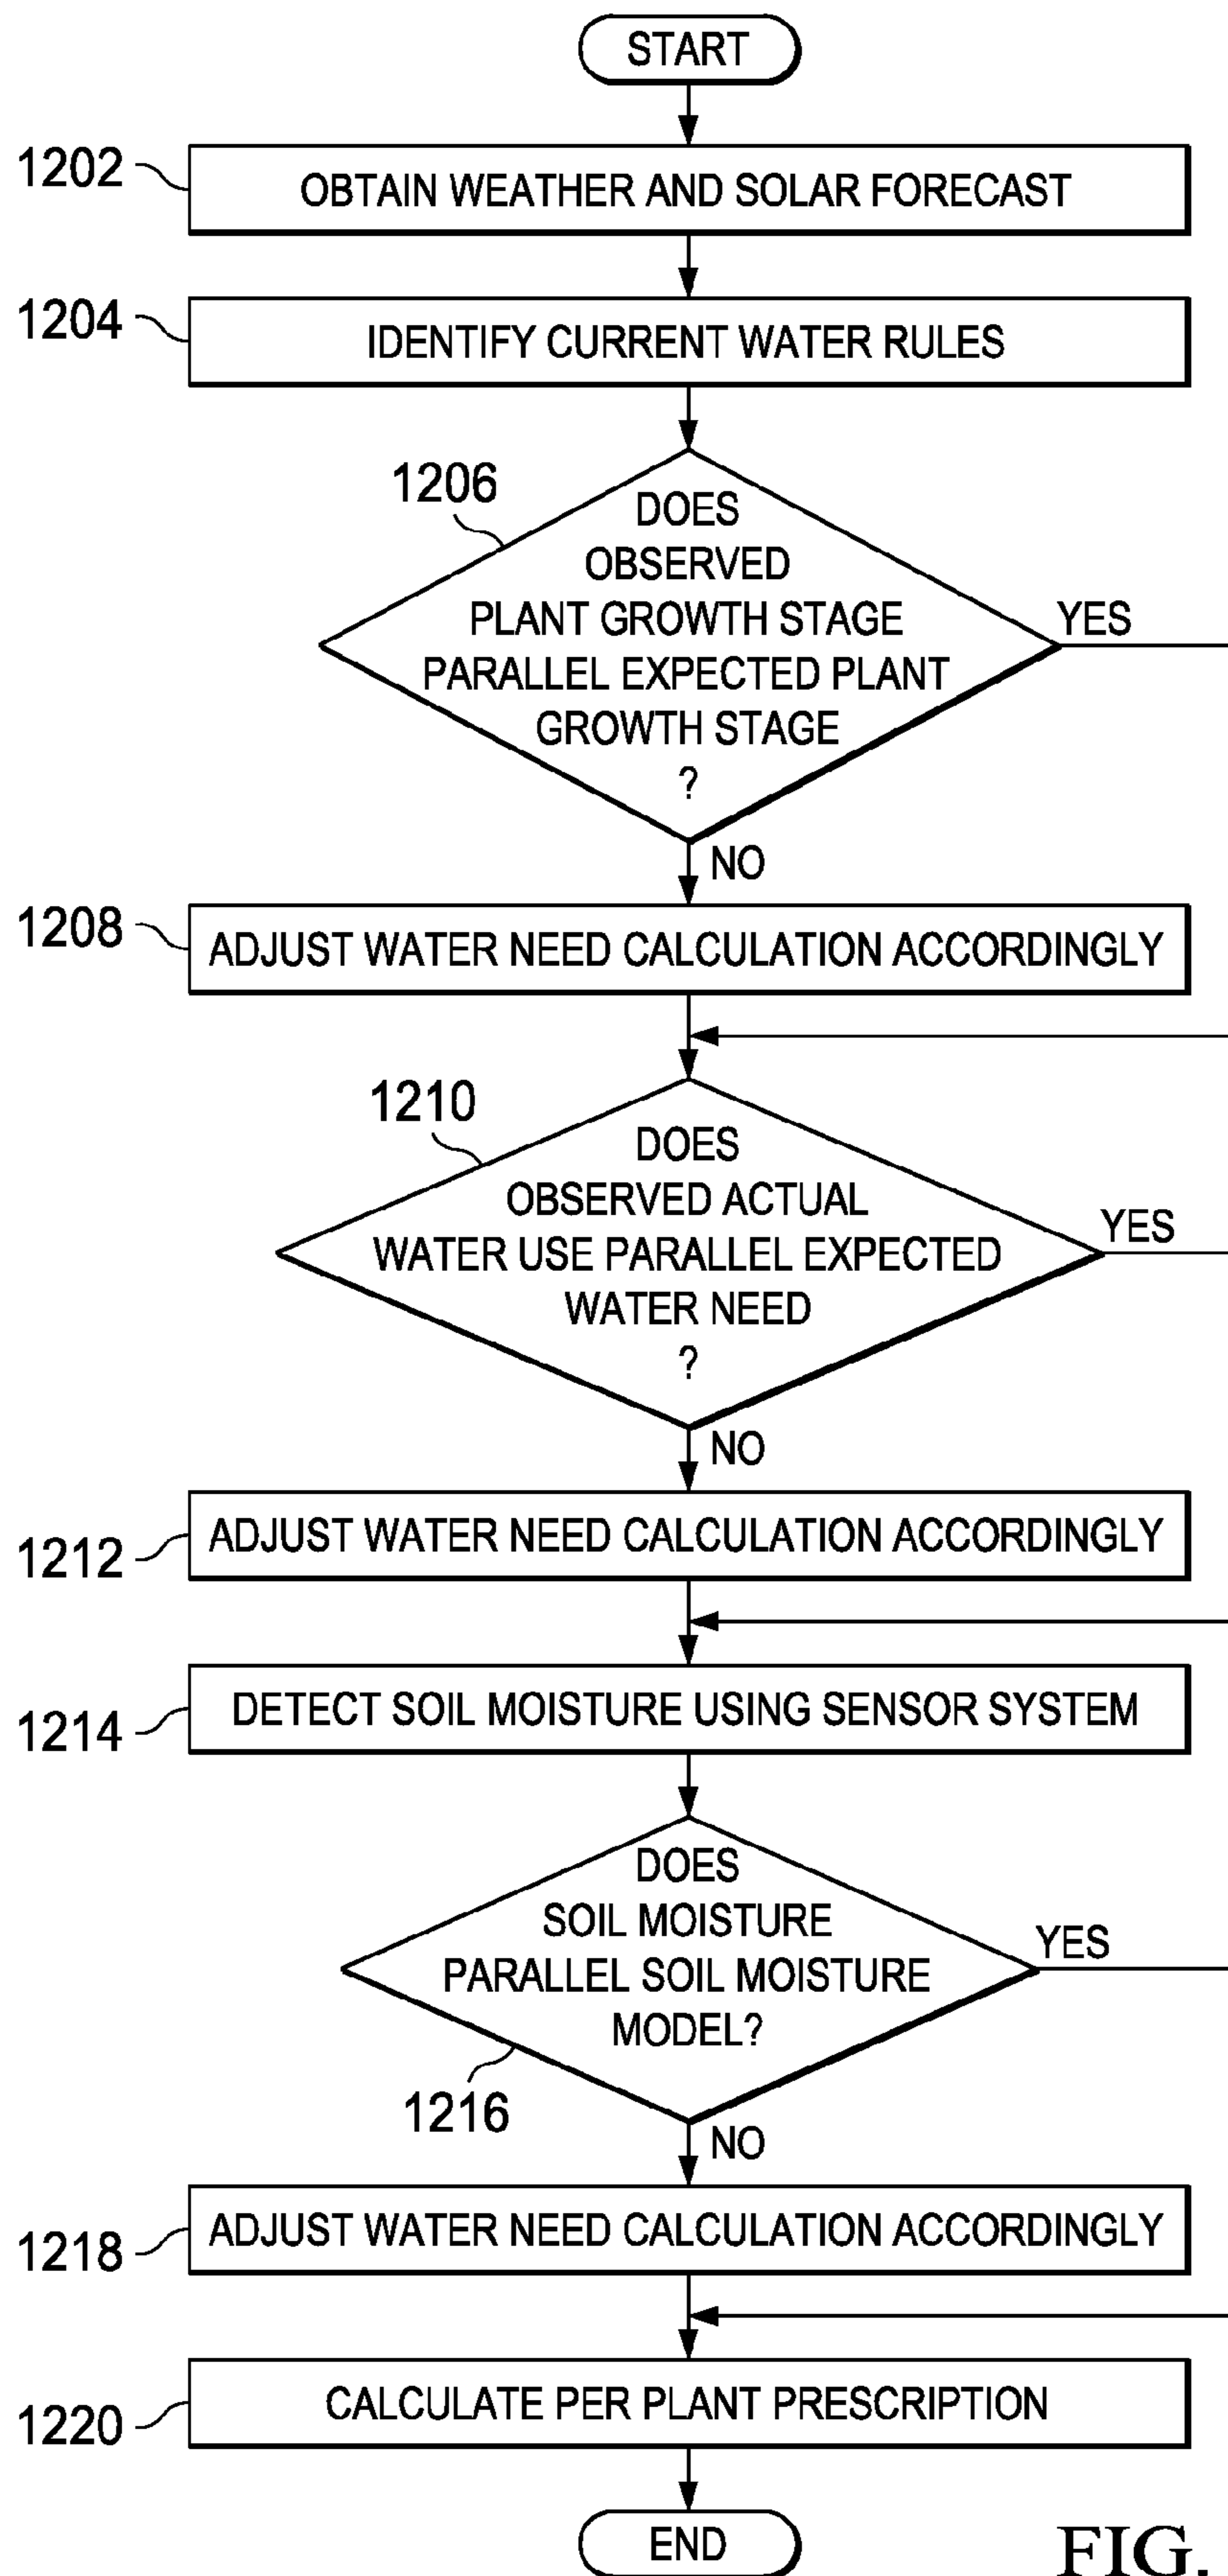 START
1202
OBTAIN WEATHER AND SOLAR FORECAST
1204
IDENTIFY CURRENT WATER RULES
1206
DOES
OBSERVED
PLANT GROWTH STAGE
PARALLEL EXPECTED PLANT
GROWTH STAGE
?
YES
NO
1208
ADJUST WATER NEED CALCULATION ACCORDINGLY
1210
DOES
OBSERVED ACTUAL
WATER USE PARALLEL EXPECTED
WATER NEED
?
YES
NO
1212
ADJUST WATER NEED CALCULATION ACCORDINGLY
1214
DETECT SOIL MOISTURE USING SENSOR SYSTEM
DOES
SOIL MOISTURE
PARALLEL SOIL MOISTURE
MODEL?
YES
1216
NO
1218
ADJUST WATER NEED CALCULATION ACCORDINGLY
1220
CALCULATE PER PLANT PRESCRIPTION
END
FIG.